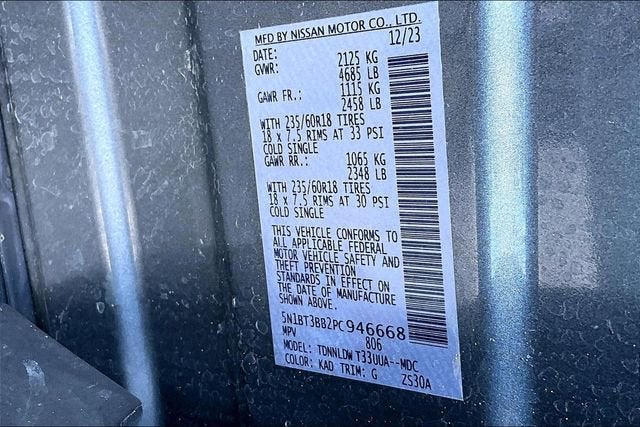 MFD BY NISSAN MOTOR CO., LTD.
DATE: 12/23
GVWR: 2125 KG
4685 LB
GAWR FR.: 1115 KG
2458 LB
WITH 235/60R18 TIRES
18 x 7.5 RIMS AT 33 PSI
COLD SINGLE
GAWR RR.: 1065 KG
2348 LB
WITH 235/60R18 TIRES
18 x 7.5 RIMS AT 30 PSI
COLD SINGLE
THIS VEHICLE CONFORMS TO
ALL APPLICABLE FEDERAL
MOTOR VEHICLE SAFETY AND
THEFT PREVENTION
STANDARDS IN EFFECT ON
THE DATE OF MANUFACTURE
SHOWN ABOVE.
5N1BT3BB2PC946668
MPV 806
MODEL: TDNNLDW T33UUA--MDC
COLOR: KAD TRIM: G ZS30A